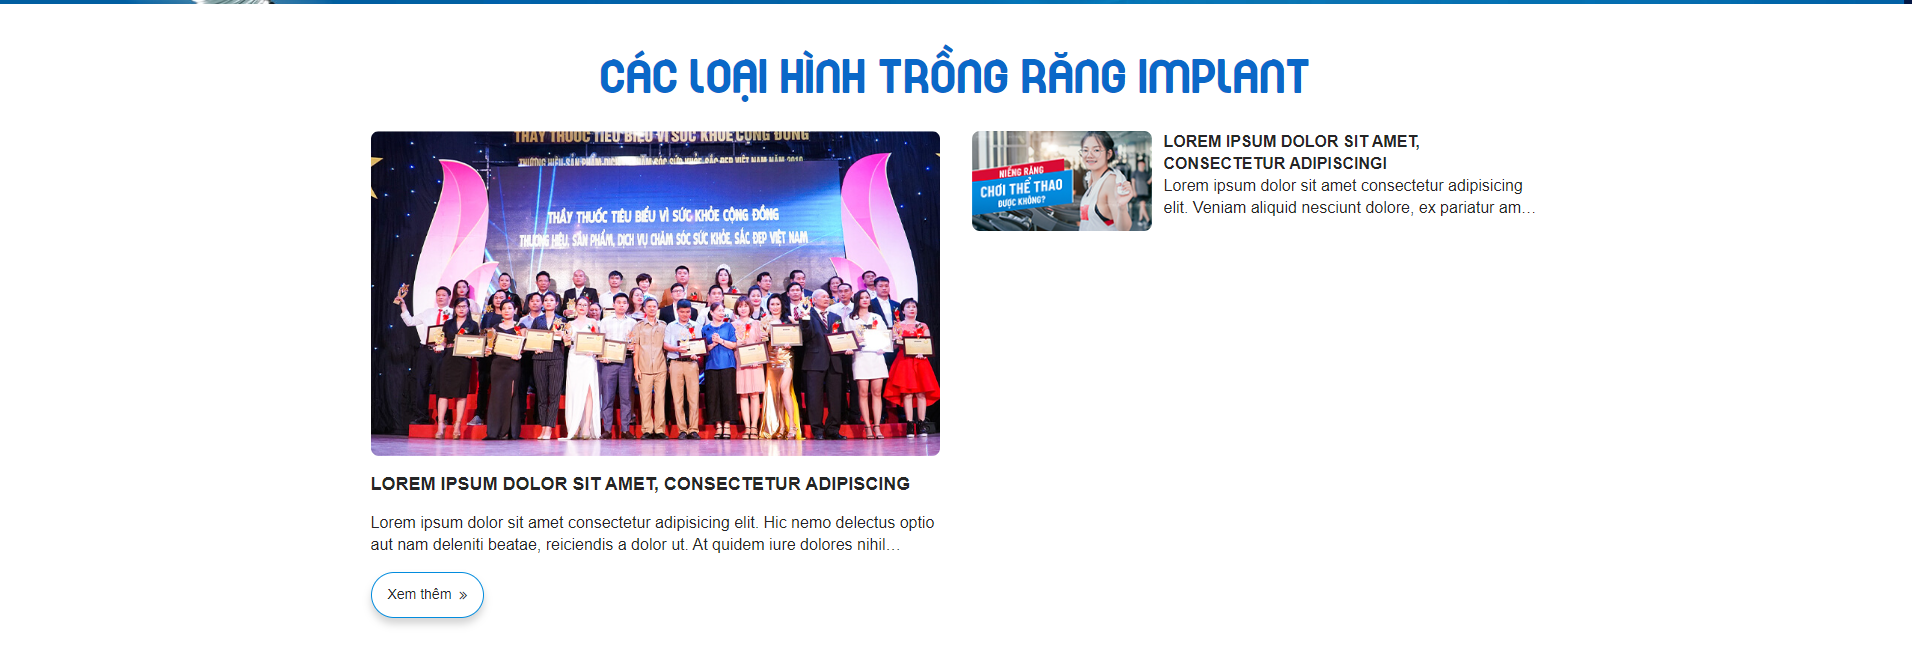 CÁC LOẠI HÌNH TRỒNG RĂNG IMPLANT
THẦY THUỐC TIÊU BIỂU VÌ SỨC KHỎE CỘNG ĐỒNG
THƯƠNG HIỆU, SẢN PHẨM, DỊCH VỤ CHĂM SÓC SỨC KHỎE, SẮC ĐẸP VIỆT NAM
LOREM IPSUM DOLOR SIT AMET, CONSECTETUR ADIPISCING
Lorem ipsum dolor sit amet consectetur adipisicing elit. Hic nemo delectus optio
aut nam deleniti beatae, reiciendis a dolor ut. At quidem iure dolores nihil...
Xem thêm »
NIỀNG RĂNG
CHƠI THỂ THAO
ĐƯỢC KHÔNG?
LOREM IPSUM DOLOR SIT AMET,
CONSECTETUR ADIPISCINGI
Lorem ipsum dolor sit amet consectetur adipisicing
elit. Veniam aliquid nesciunt dolore, ex pariatur am...